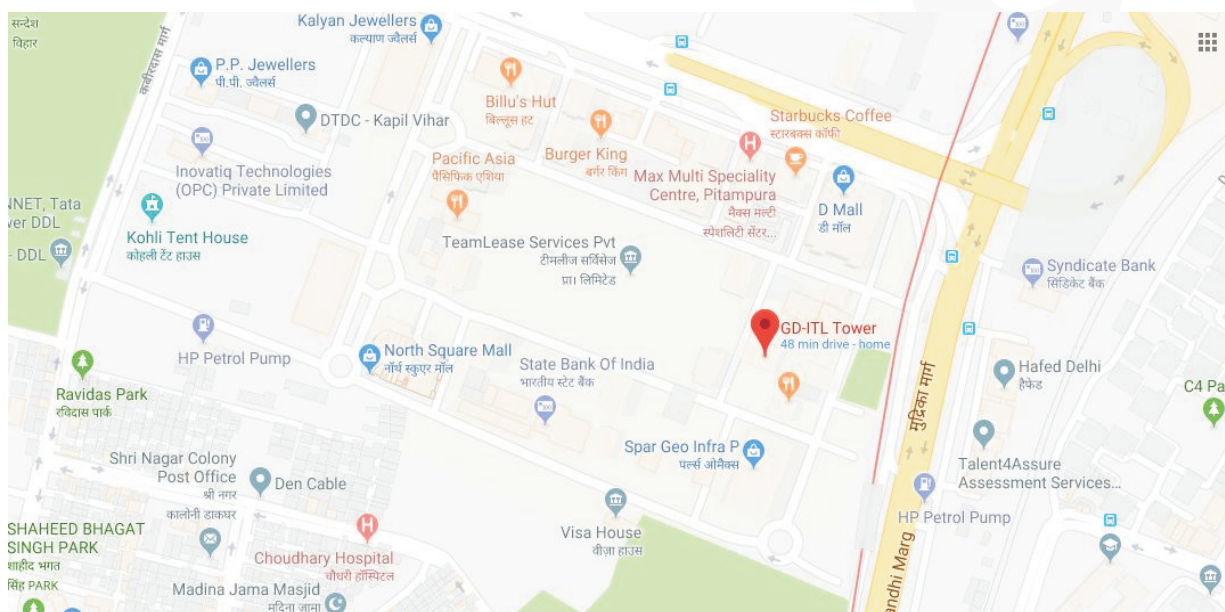 सन्देश
विहार
कबीरदास मार्ग
Kalyan Jewellers
कल्याण ज्वैलर्स
P.P. Jewellers
पी.पी. ज्वैलर्स
Billu's Hut
बिल्लूस हट
DTDC - Kapil Vihar
Starbucks Coffee
स्टारबक्स कॉफी
Burger King
बर्गर किंग
Pacific Asia
पैसिफिक एशिया
Inovatiq Technologies
(OPC) Private Limited
Max Multi Speciality
Centre, Pitampura
मैक्स मल्टी
स्पेशलिटी सेंटर...
D Mall
डी मॉल
NNET, Tata
ver DDL
- DDL
Kohli Tent House
कोहली टेंट हाउस
TeamLease Services Pvt
टीमलीज सर्विसेज
प्रा। लिमिटेड
Syndicate Bank
सिंडिकेट बैंक
GD-ITL Tower
48 min drive - home
HP Petrol Pump
North Square Mall
नॉर्थ स्कुएर मॉल
State Bank Of India
भारतीय स्टेट बैंक
मुद्रिका मार्ग
Hafed Delhi
हैफेड
Ravidas Park
रविदास पार्क
C4 Pa
Spar Geo Infra P
पर्ल्स ओमैक्स
Shri Nagar Colony
Post Office
श्री नगर
कालोनी डाकघर
Den Cable
Talent4Assure
Assessment Services...
HP Petrol Pump
Visa House
वीज़ा हाउस
SHAHEED BHAGAT
SINGH PARK
शाहीद भगत
सिंह PARK
Choudhary Hospital
चौधरी हॉस्पिटल
Madina Jama Masjid
मदिना जामा
andhi Marg